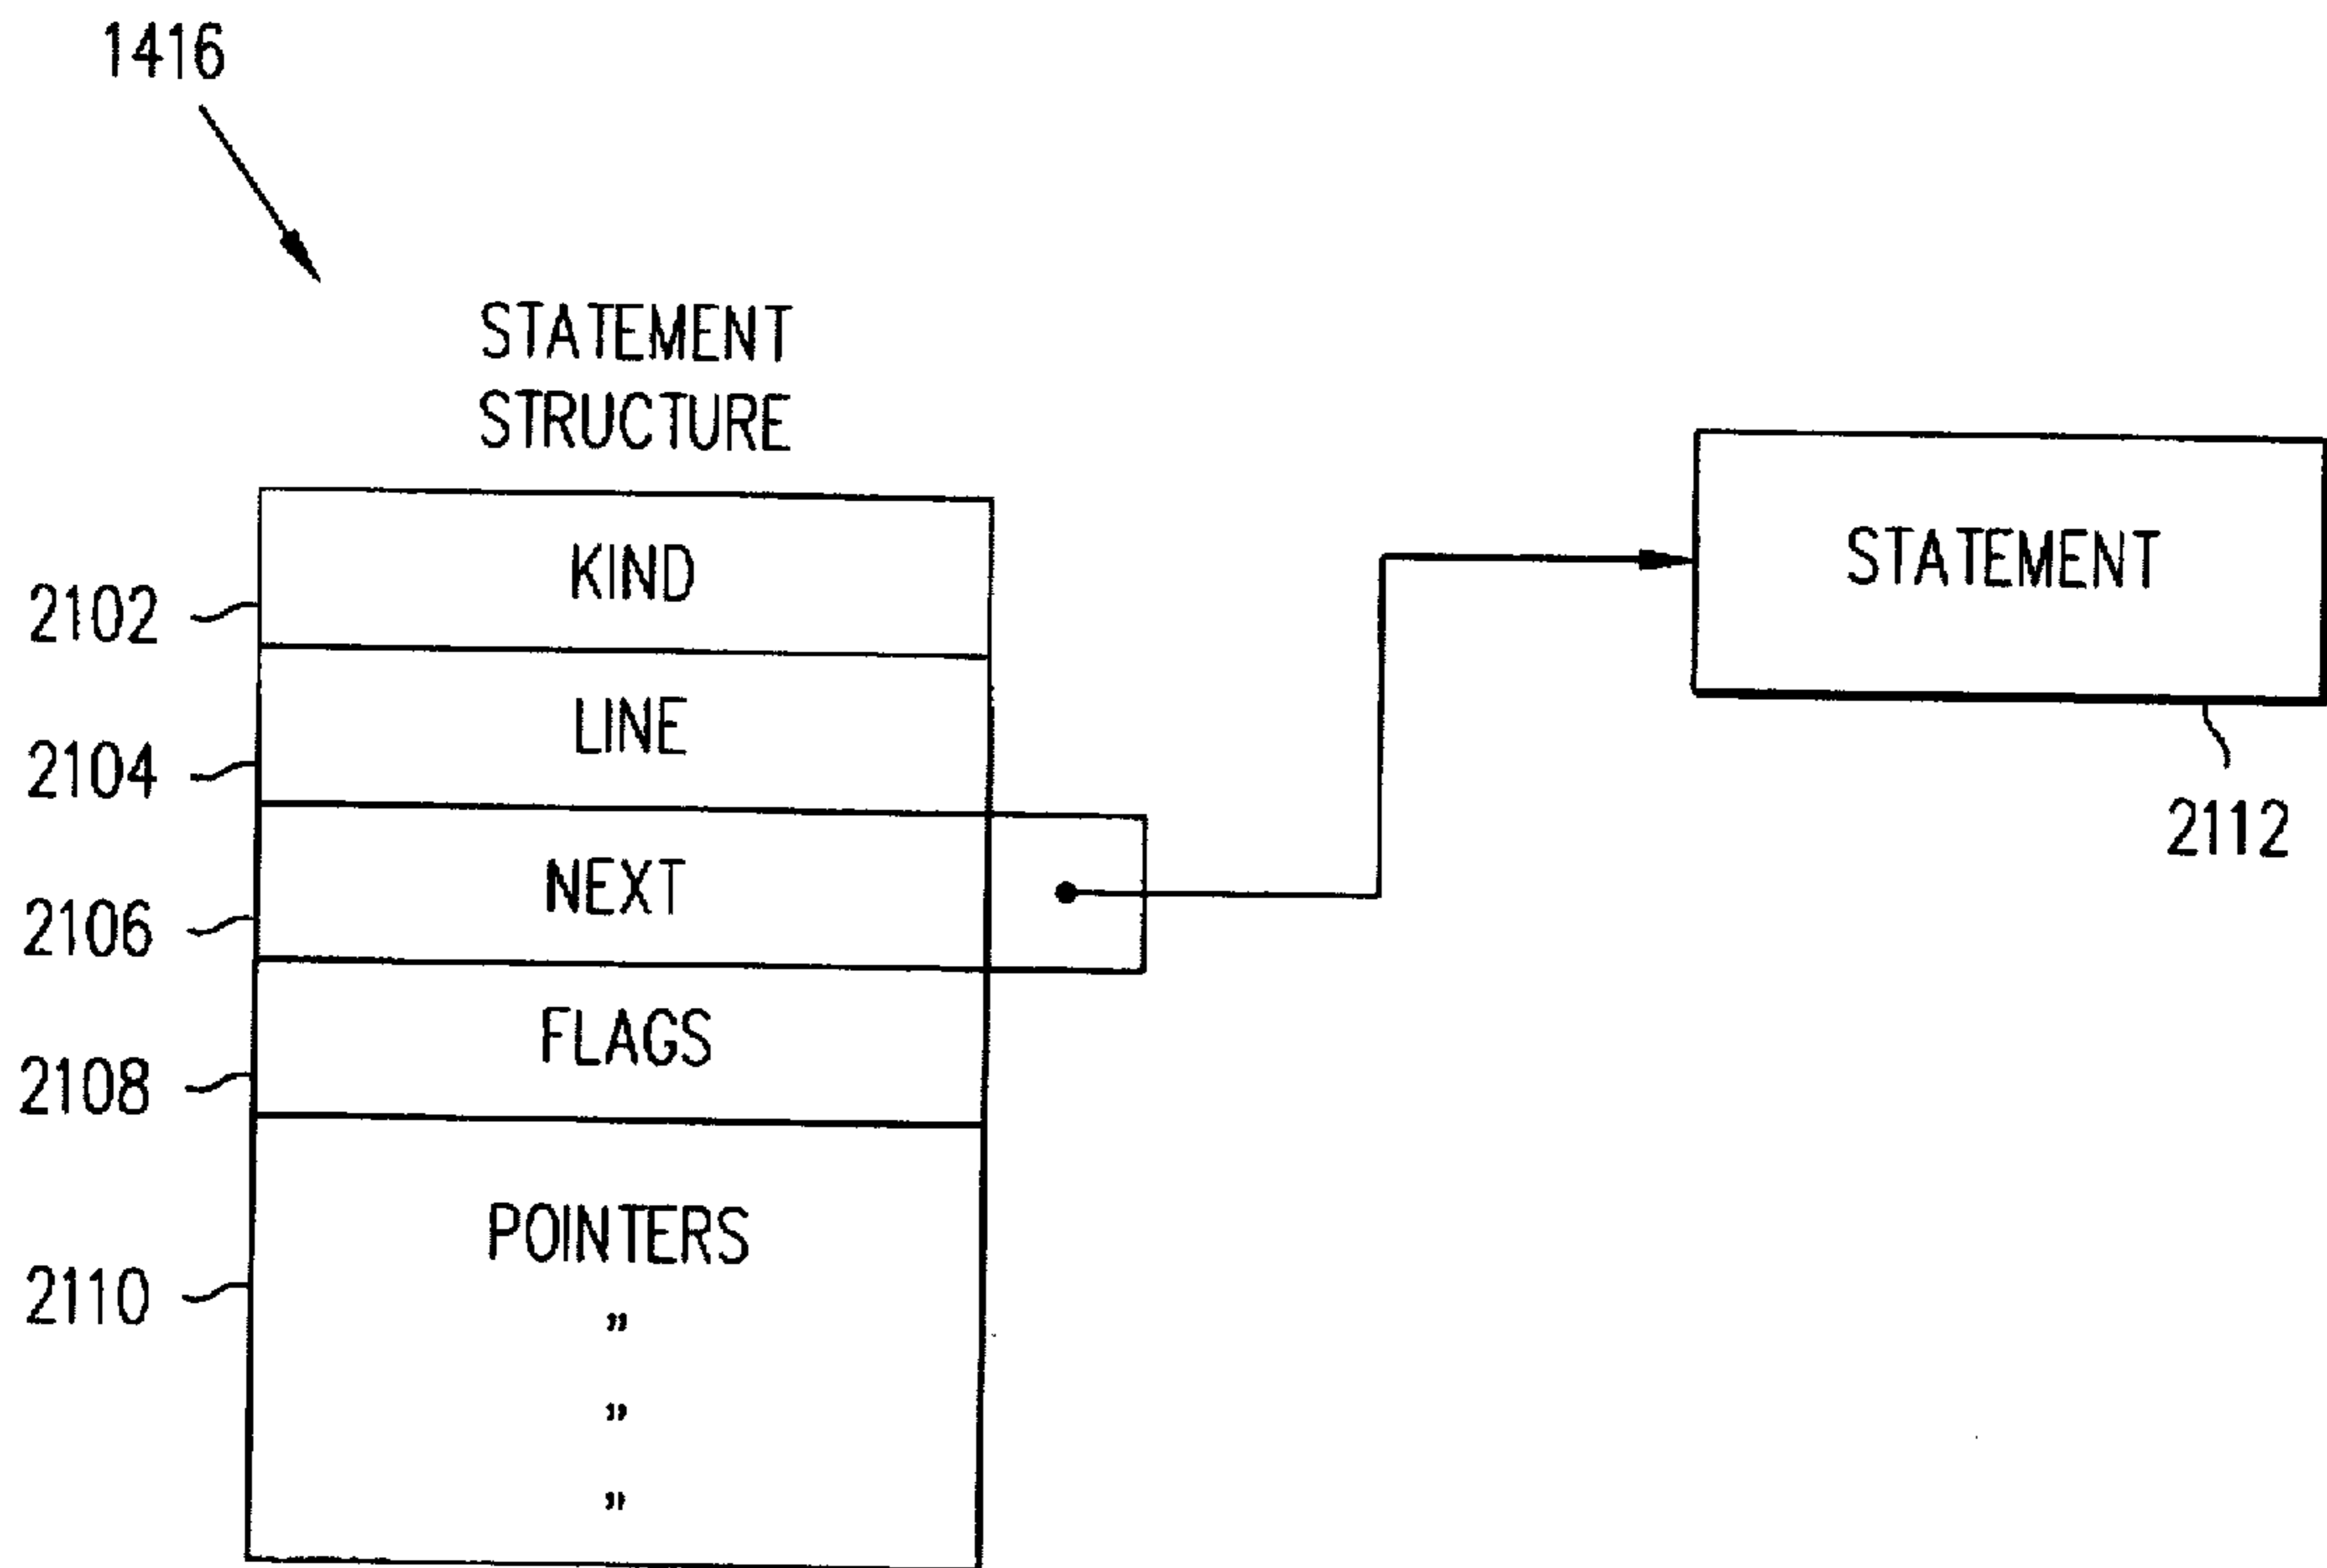 1416
STATEMENT
STRUCTURE
KIND
2102
LINE
2104
NEXT
2106
FLAGS
2108
POINTERS
2110
"
"
"
STATEMENT
2112